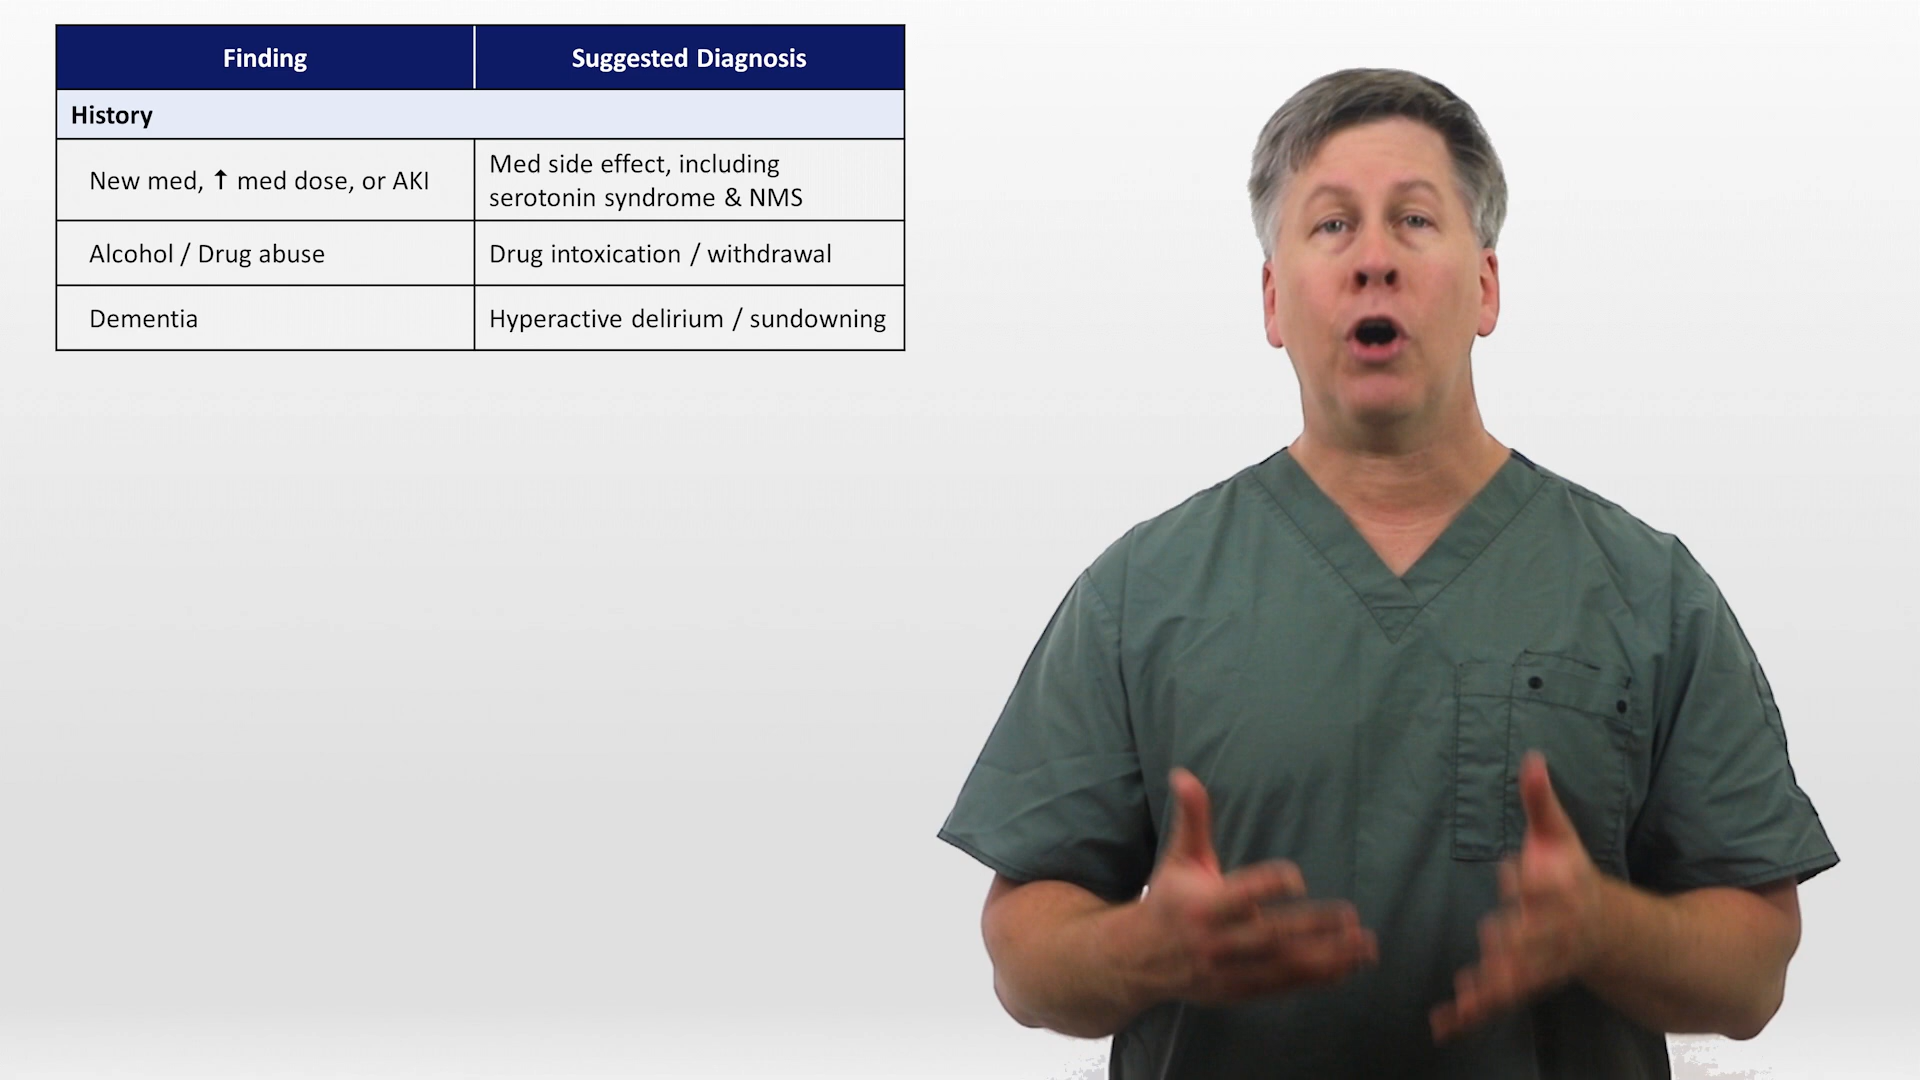 Finding
Suggested Diagnosis
History
New med, ↑ med dose, or AKI
Med side effect, including
serotonin syndrome & NMS
Alcohol / Drug abuse
Drug intoxication / withdrawal
Dementia
Hyperactive delirium / sundowning